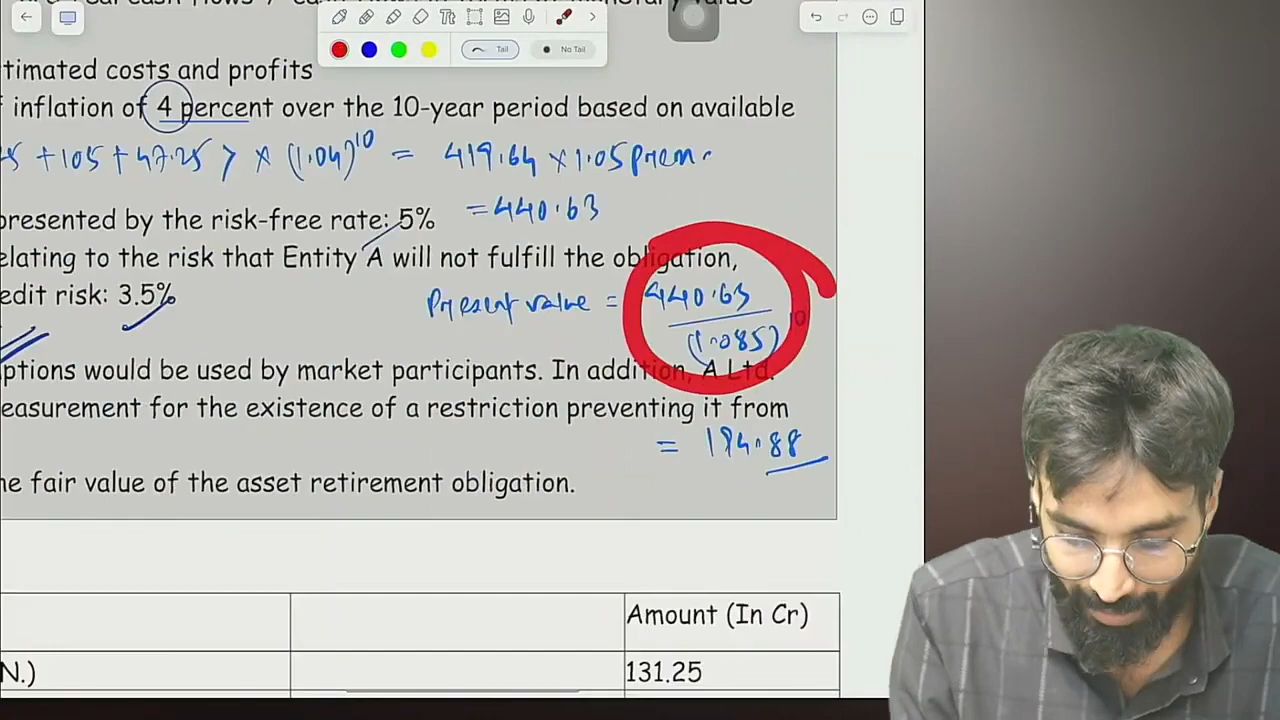 Tail
No Tail
timated costs and profits
inflation of 4 percent over the 10-year period based on available
+105 + 47.25 > × (1.04)^10 = 419.64 × 1.05 Prem.
= 440.63
presented by the risk-free rate: 5%
elating to the risk that Entity A will not fulfill the obligation,
edit risk: 3.5%
Present value = 440.63
(1.085)^10
ptions would be used by market participants. In addition, A Ltd.
easurement for the existence of a restriction preventing it from
= 194.88
he fair value of the asset retirement obligation.
Amount (In Cr)
N.)
131.25